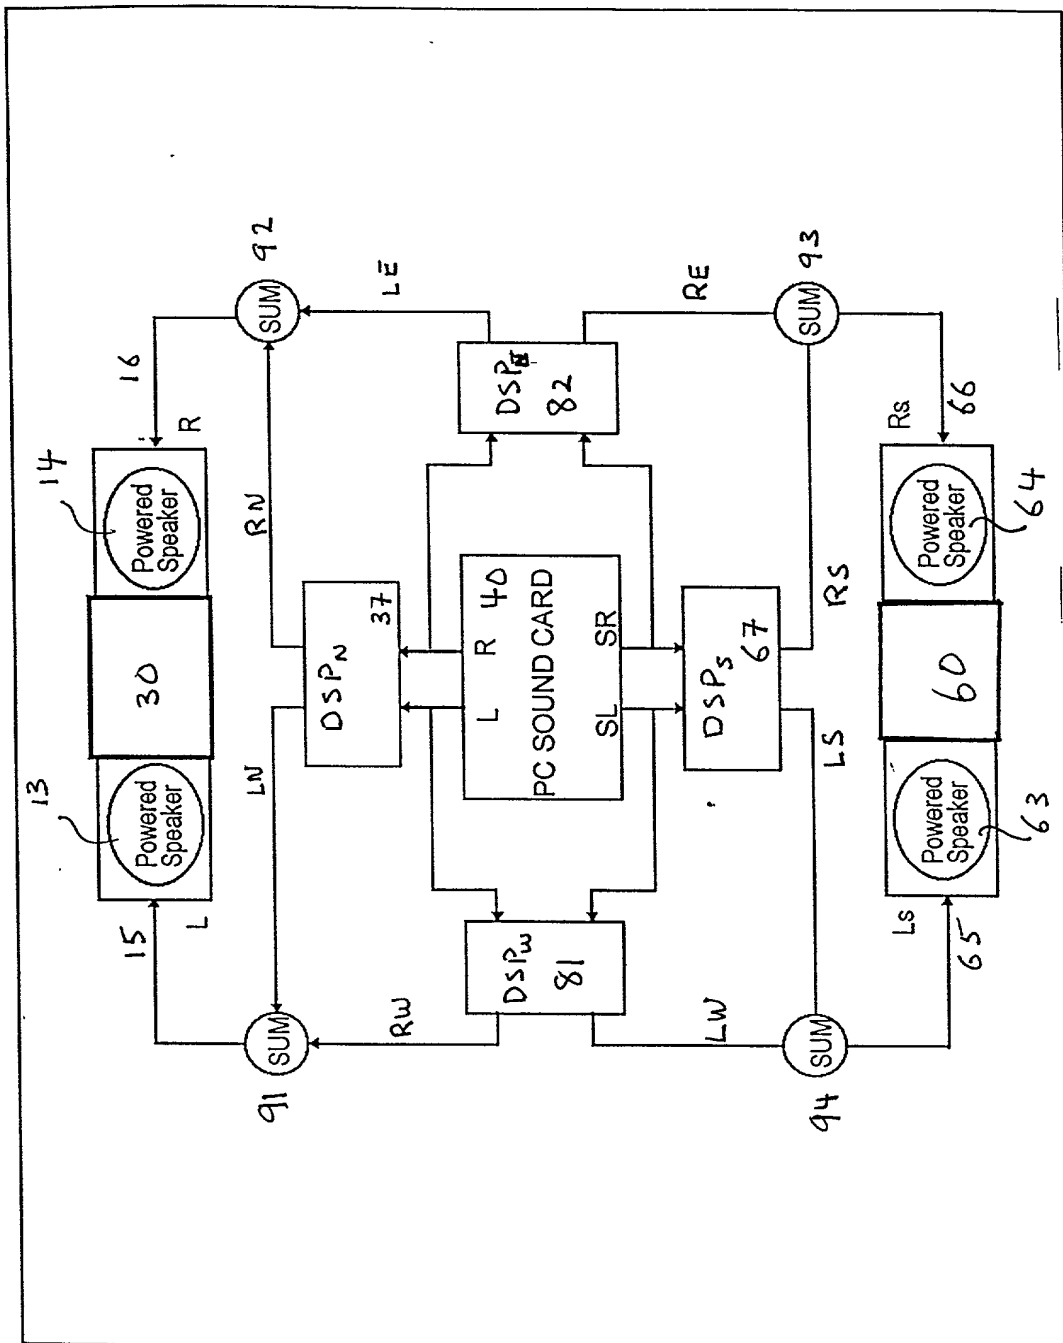 13
14
Powered
Speaker
30
Powered
Speaker
15
L
R
16
91
SUM
LN
RN
SUM
92
DSPN
37
RW
LE
DSPW
81
L
R
40
PC SOUND CARD
SL
SR
DSP
82
LW
RE
DSPS
67
94
SUM
LS
RS
SUM
93
Ls
65
Powered
Speaker
63
60
Powered
Speaker
64
Rs
66